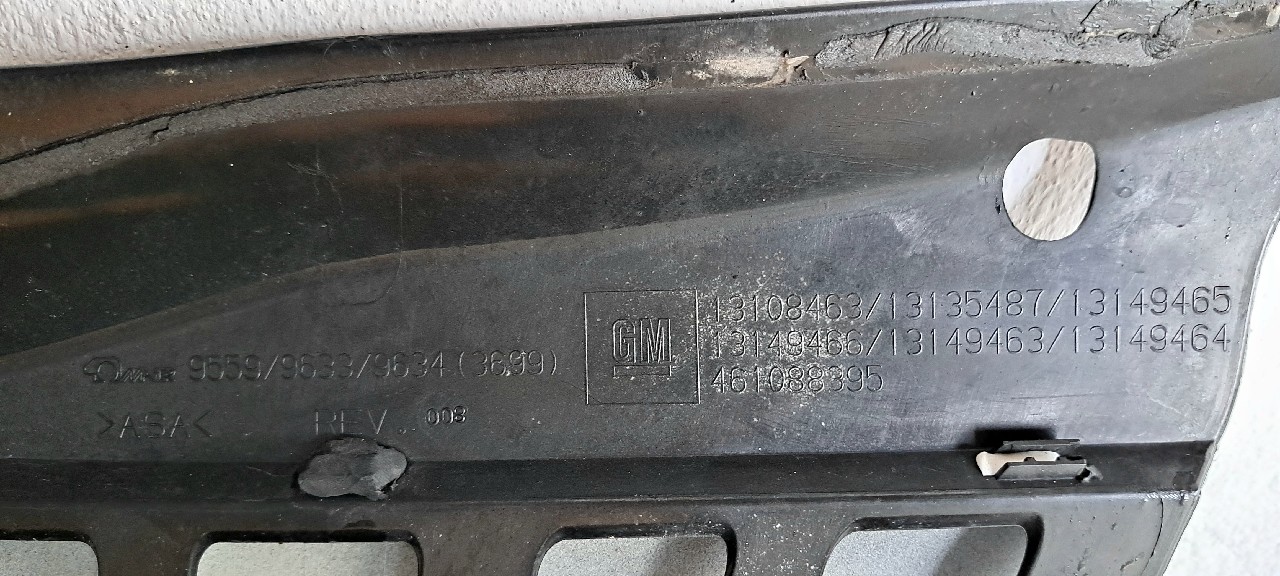 GM
13108463/13135487/13149465
13149466/13149463/13149464
461088395
9559/9633/9634 (3699)
>ASA<
REV.. 008